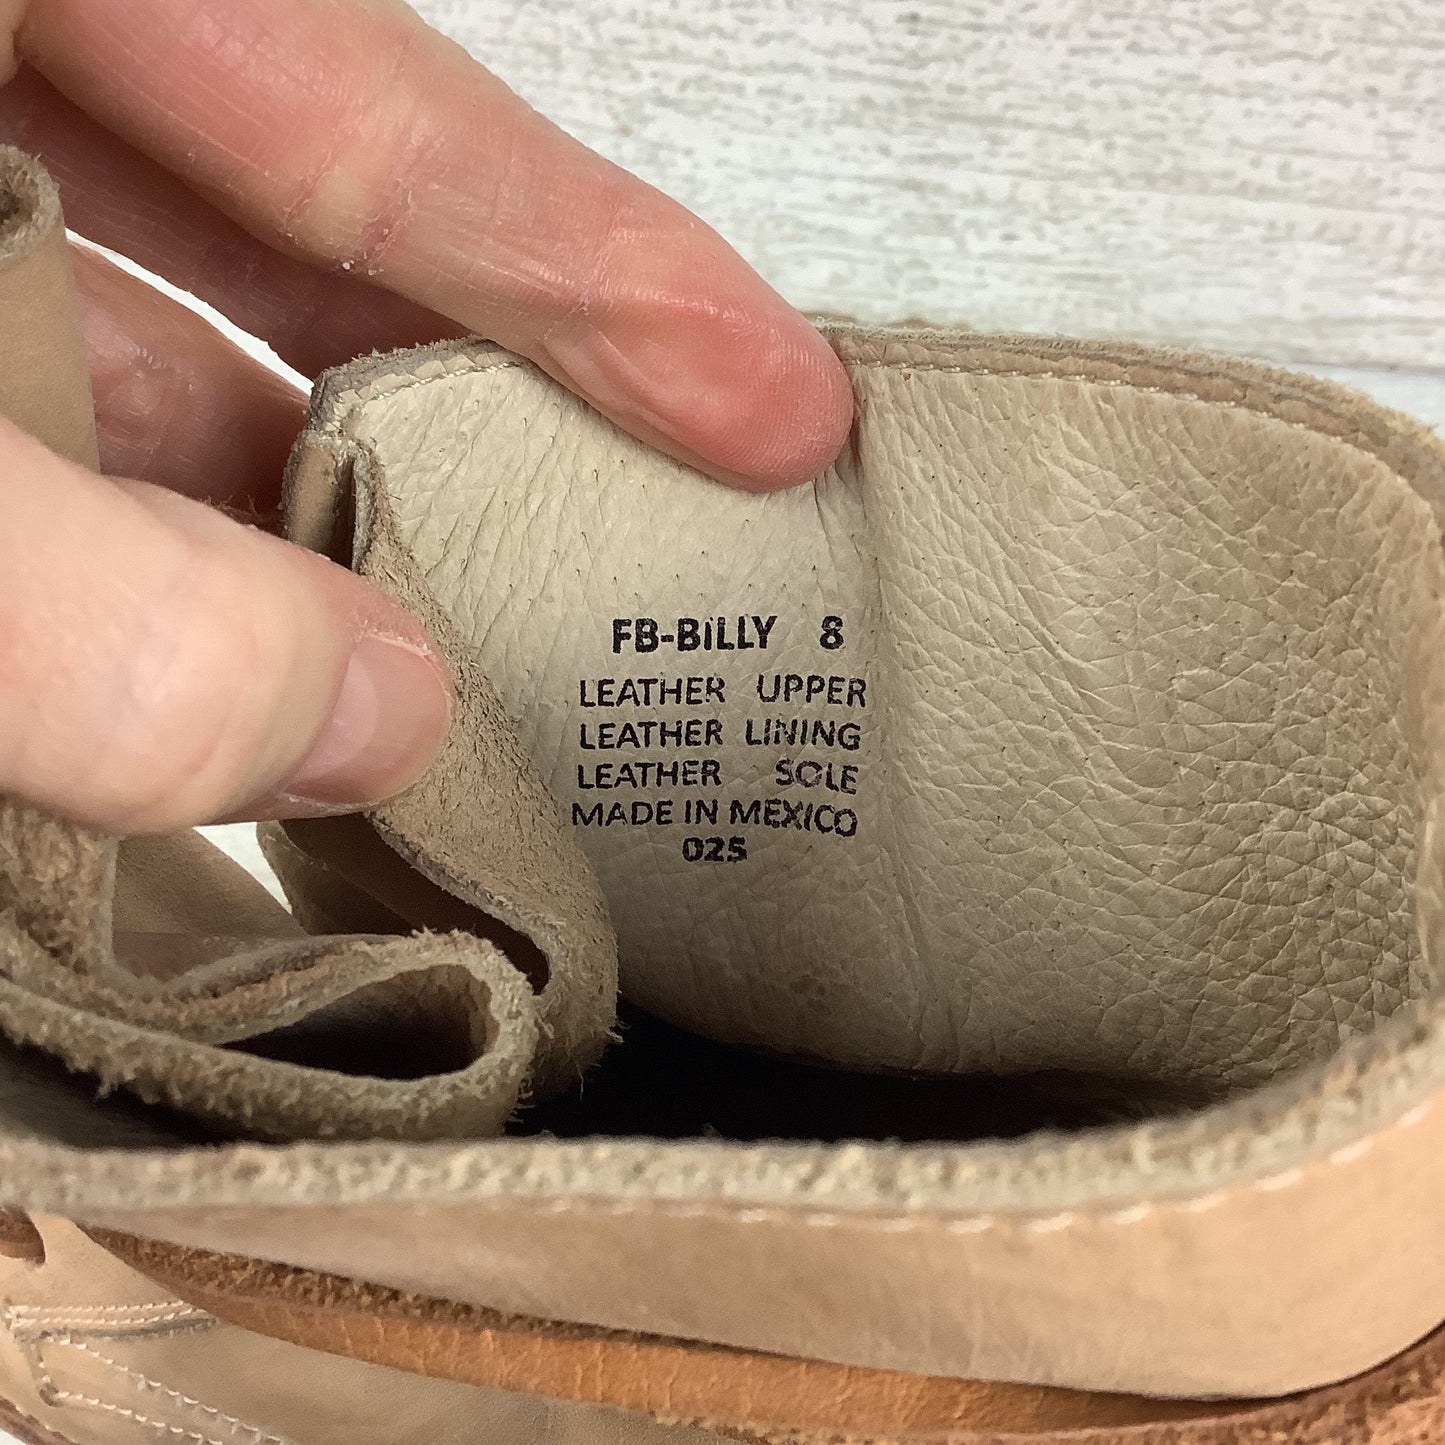 FB-BILLY 8
LEATHER UPPER
LEATHER LINING
LEATHER SOLE
MADE IN MEXICO
025